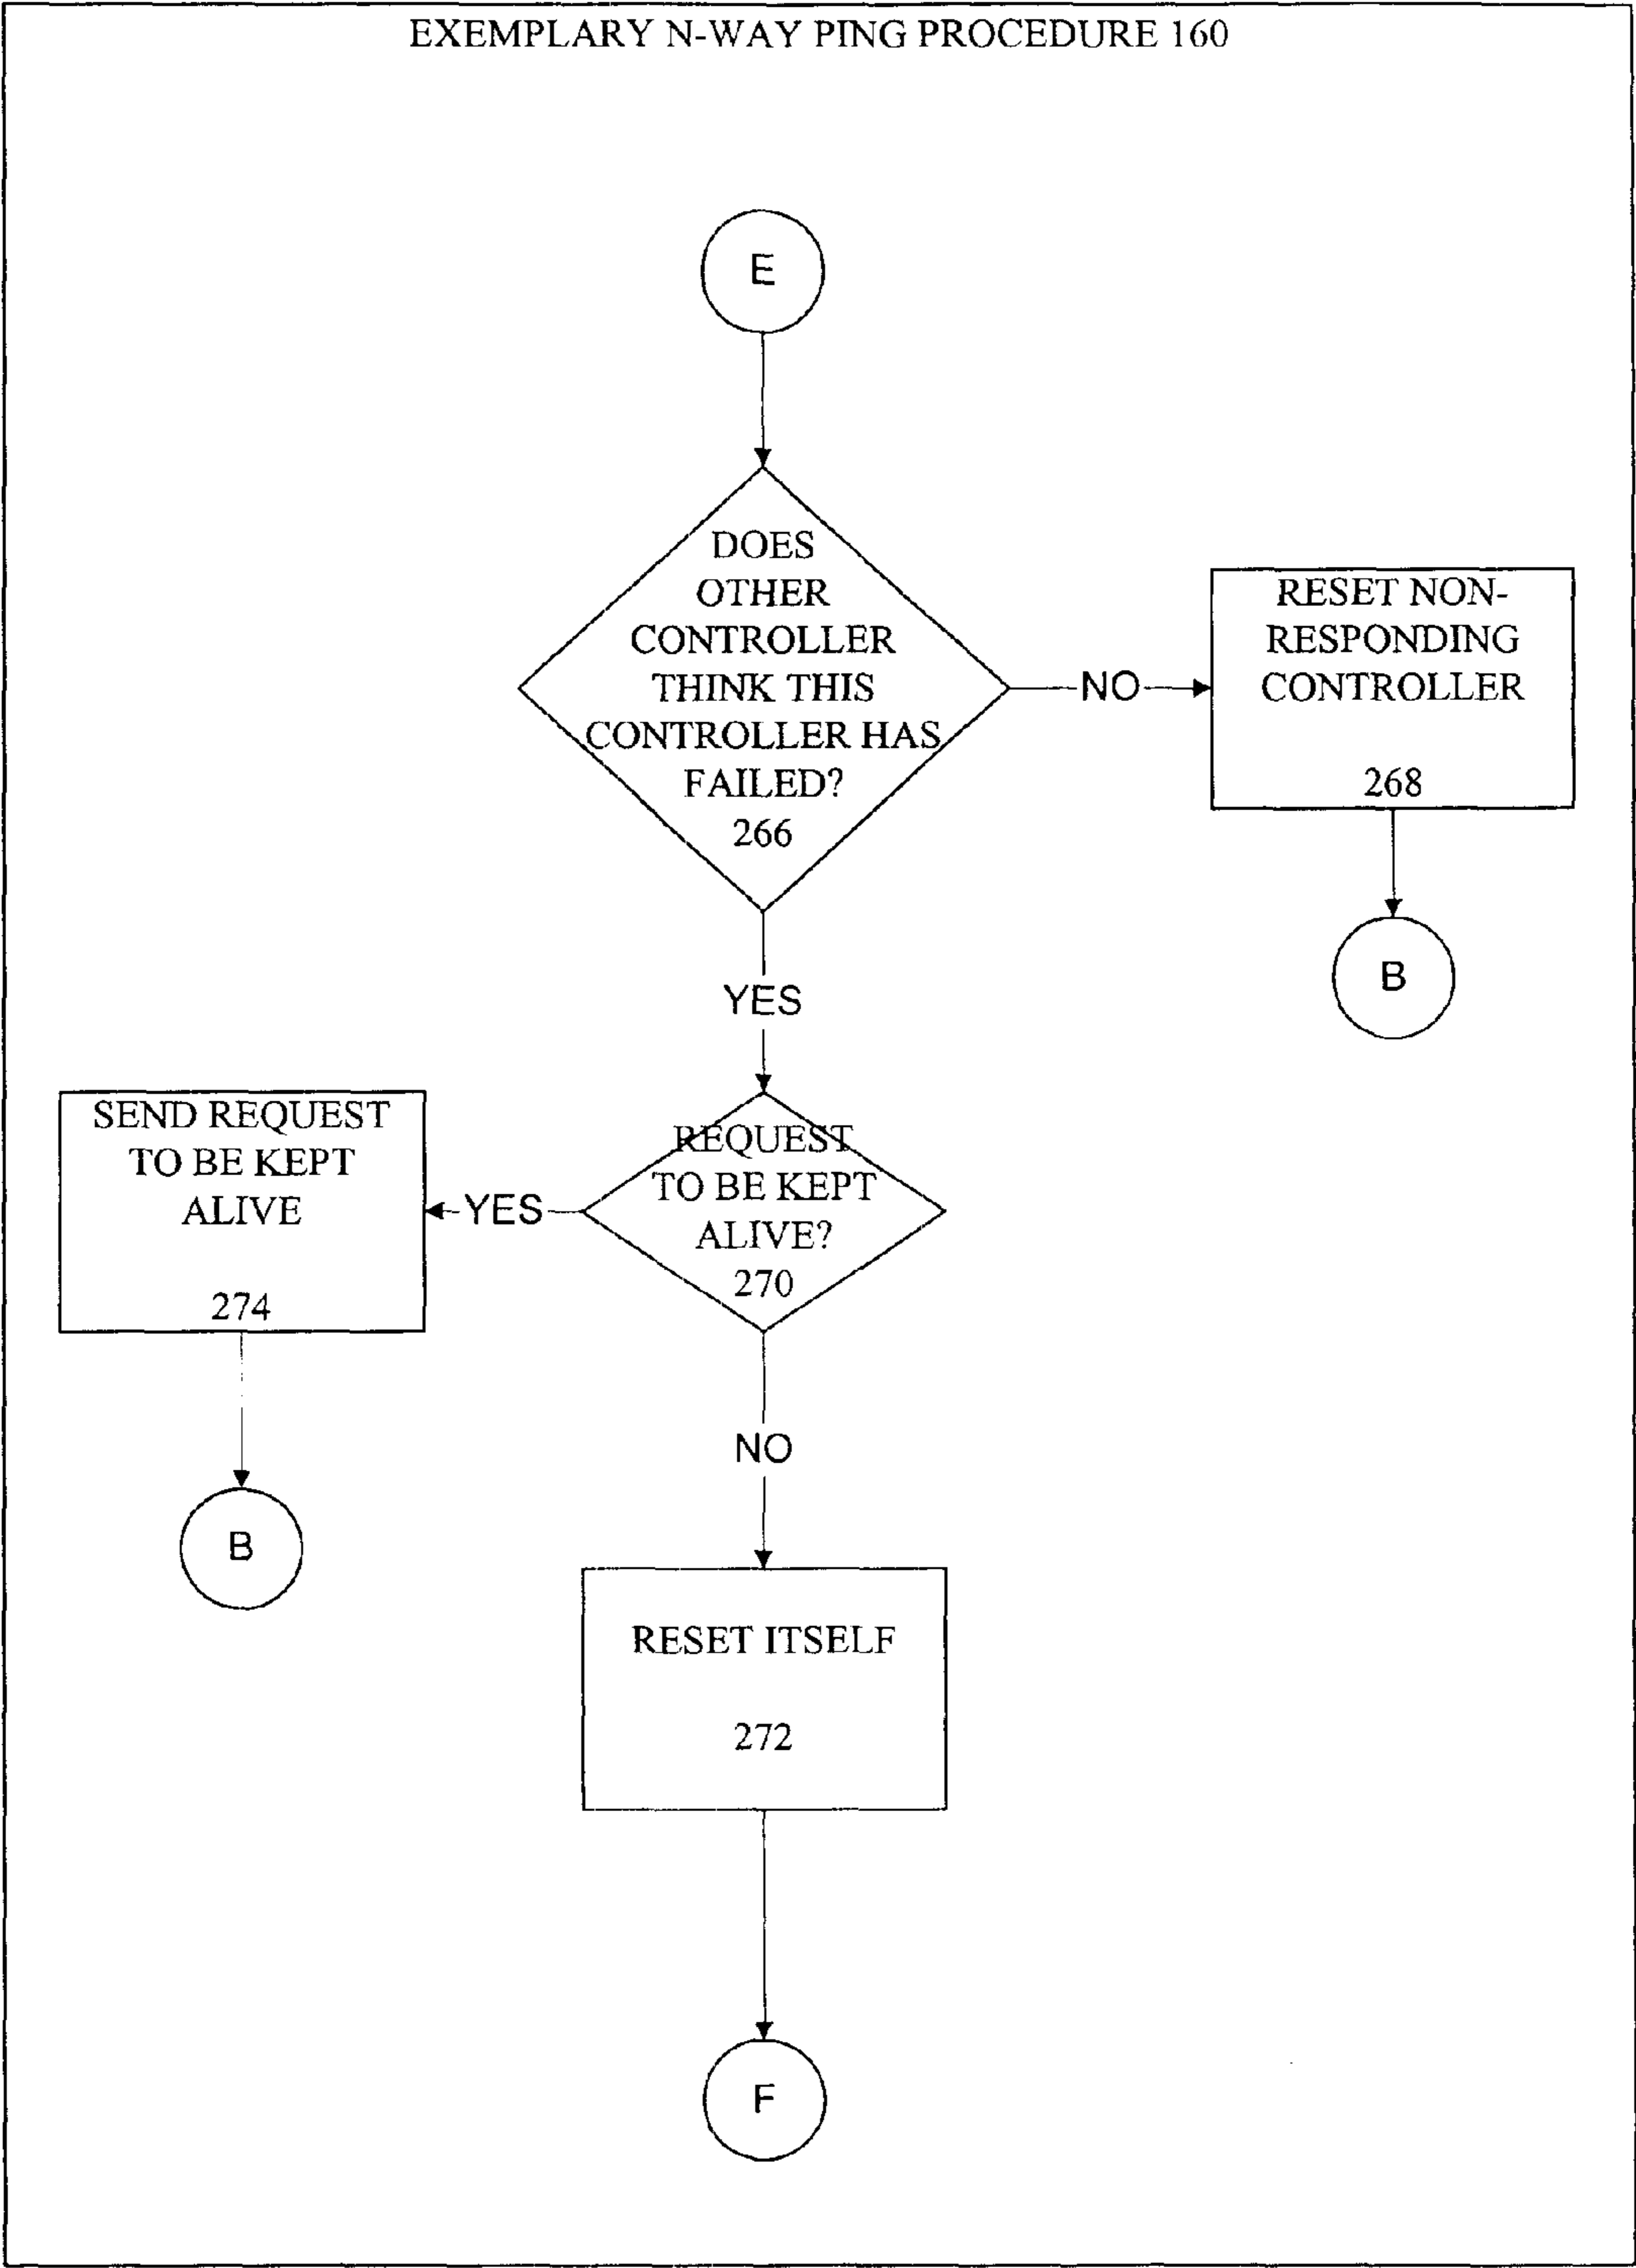 EXEMPLARY N-WAY PING PROCEDURE 160
E
DOES
OTHER
CONTROLLER
THINK THIS
CONTROLLER HAS
FAILED?
266
NO
RESET NON-
RESPONDING
CONTROLLER
268
B
YES
REQUEST
TO BE KEPT
ALIVE?
270
YES
SEND REQUEST
TO BE KEPT
ALIVE
274
B
NO
RESET ITSELF
272
F